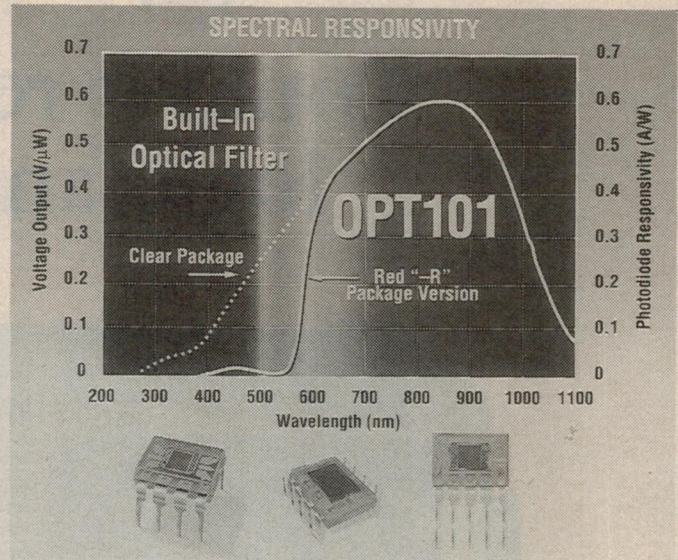 SPECTRAL RESPONSIVITY
0.7
0.6
0.5
0.4
0.3
0.2
0.1
0
Voltage Output (V/µW)
Built–In
Optical Filter
OPT101
Clear Package
Red "–R"
Package Version
0.7
0.6
0.5
0.4
0.3
0.2
0.1
0
Photodiode Responsivity (A/W)
200 300 400 500 600 700 800 900 1000 1100
Wavelength (nm)